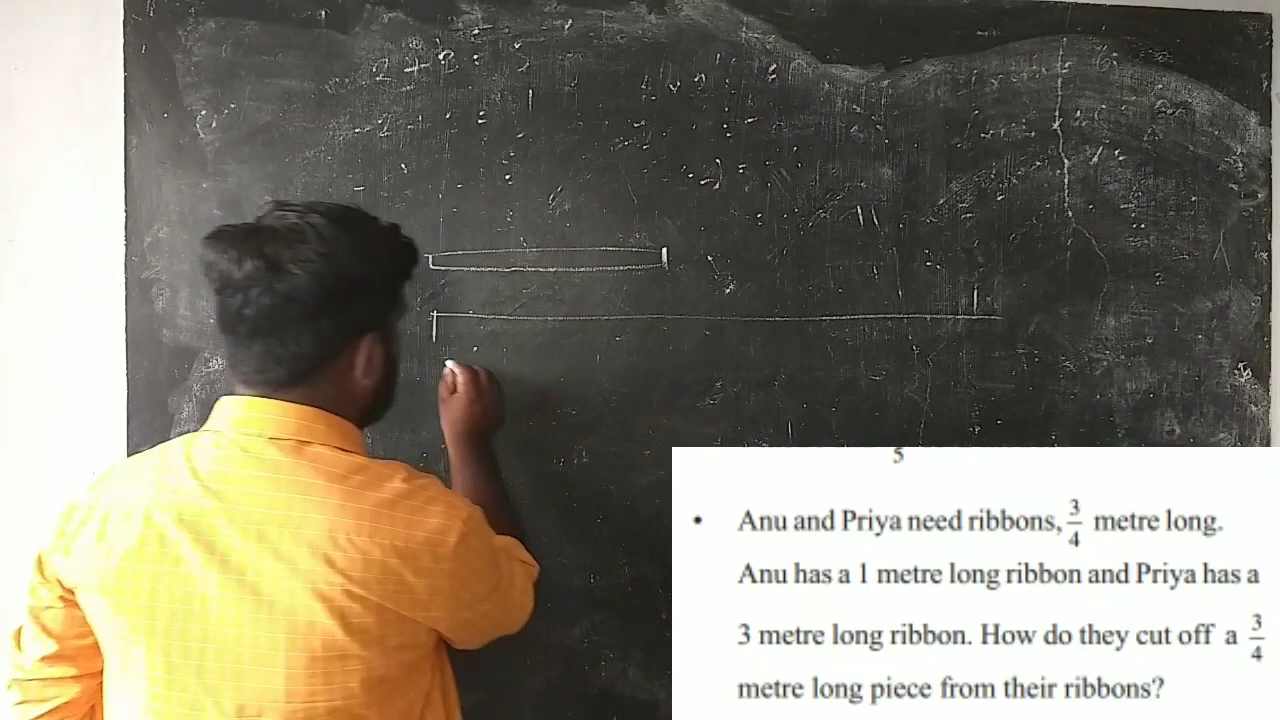 5
• Anu and Priya need ribbons, 3/4 metre long.
Anu has a 1 metre long ribbon and Priya has a
3 metre long ribbon. How do they cut off a 3/4
metre long piece from their ribbons?